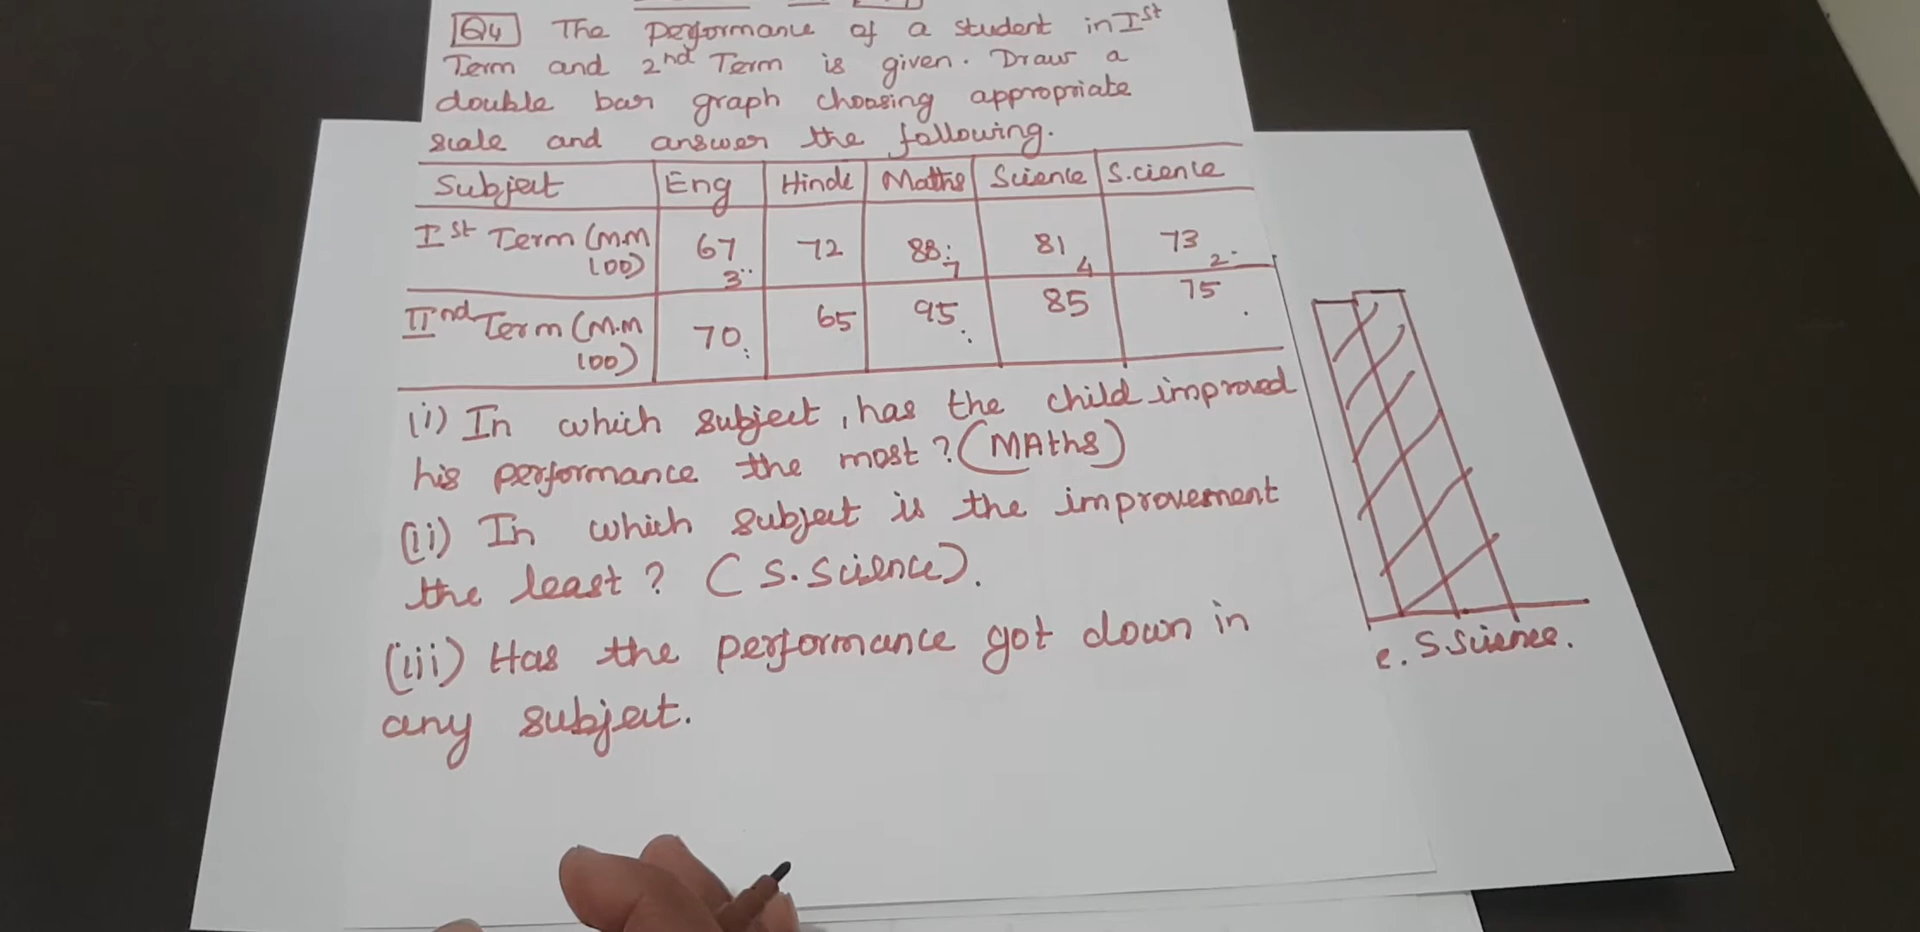 Q4 The performance of a student in Ist
Term and 2nd Term is given. Draw a
double bar graph choosing appropriate
scale and answer the following.
Subject Eng Hindi Maths Science S.cience
Ist Term (M.M 100) 67 72 88 81 73
3 7 4 2
IInd Term (M.M 100) 70 65 95 85 75
(i) In which subject, has the child improved
his performance the most? (MAths)
(ii) In which subject is the improvement
the least? (S.Science).
(iii) Has the performance got down in
any subject.
e. S.Science.